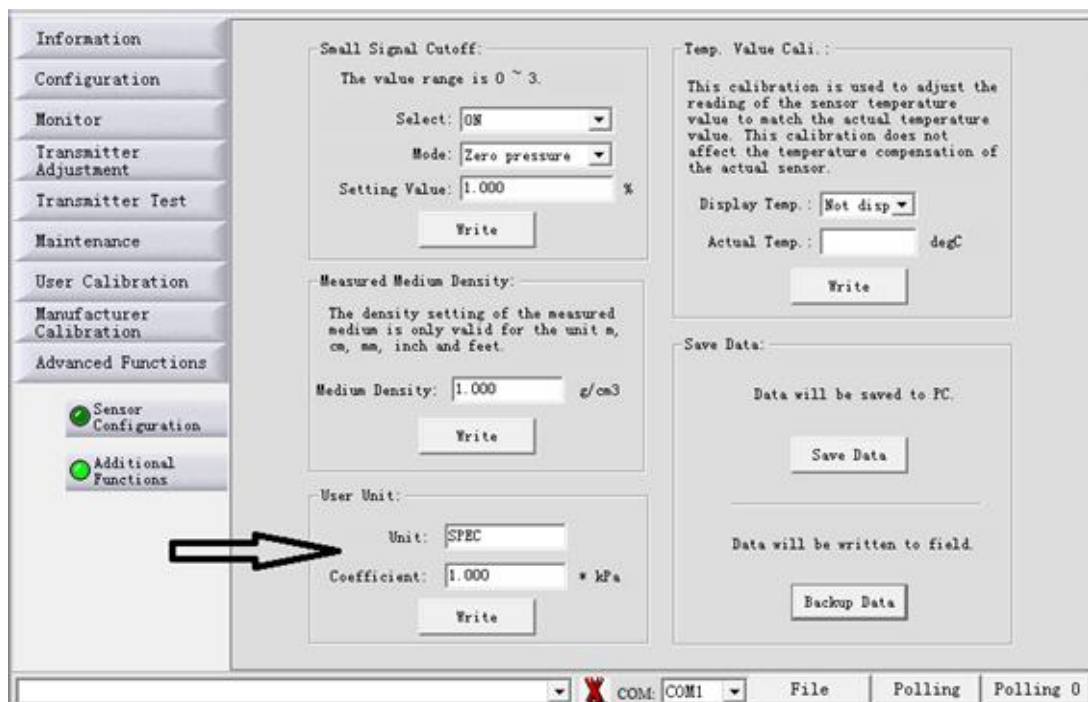 Information
Configuration
Monitor
Transmitter
Adjustment
Transmitter Test
Maintenance
User Calibration
Manufacturer
Calibration
Advanced Functions
Sensor
Configuration
Additional
Functions
Small Signal Cutoff:
The value range is 0 ~ 3.
Select: ON
Mode: Zero pressure
Setting Value: 1.000 %
Write
Measured Medium Density:
The density setting of the measured
medium is only valid for the unit m,
cm, mm, inch and feet.
Medium Density: 1.000 g/cm3
Write
User Unit:
Unit: SPEC
Coefficient: 1.000 * kPa
Write
Temp. Value Cali.:
This calibration is used to adjust the
reading of the sensor temperature
value to match the actual temperature
value. This calibration does not
affect the temperature compensation of
the actual sensor.
Display Temp.: Not disp
Actual Temp.: degC
Write
Save Data:
Data will be saved to PC.
Save Data
Data will be written to field.
Backup Data
COM: COM1 File Polling Polling 0